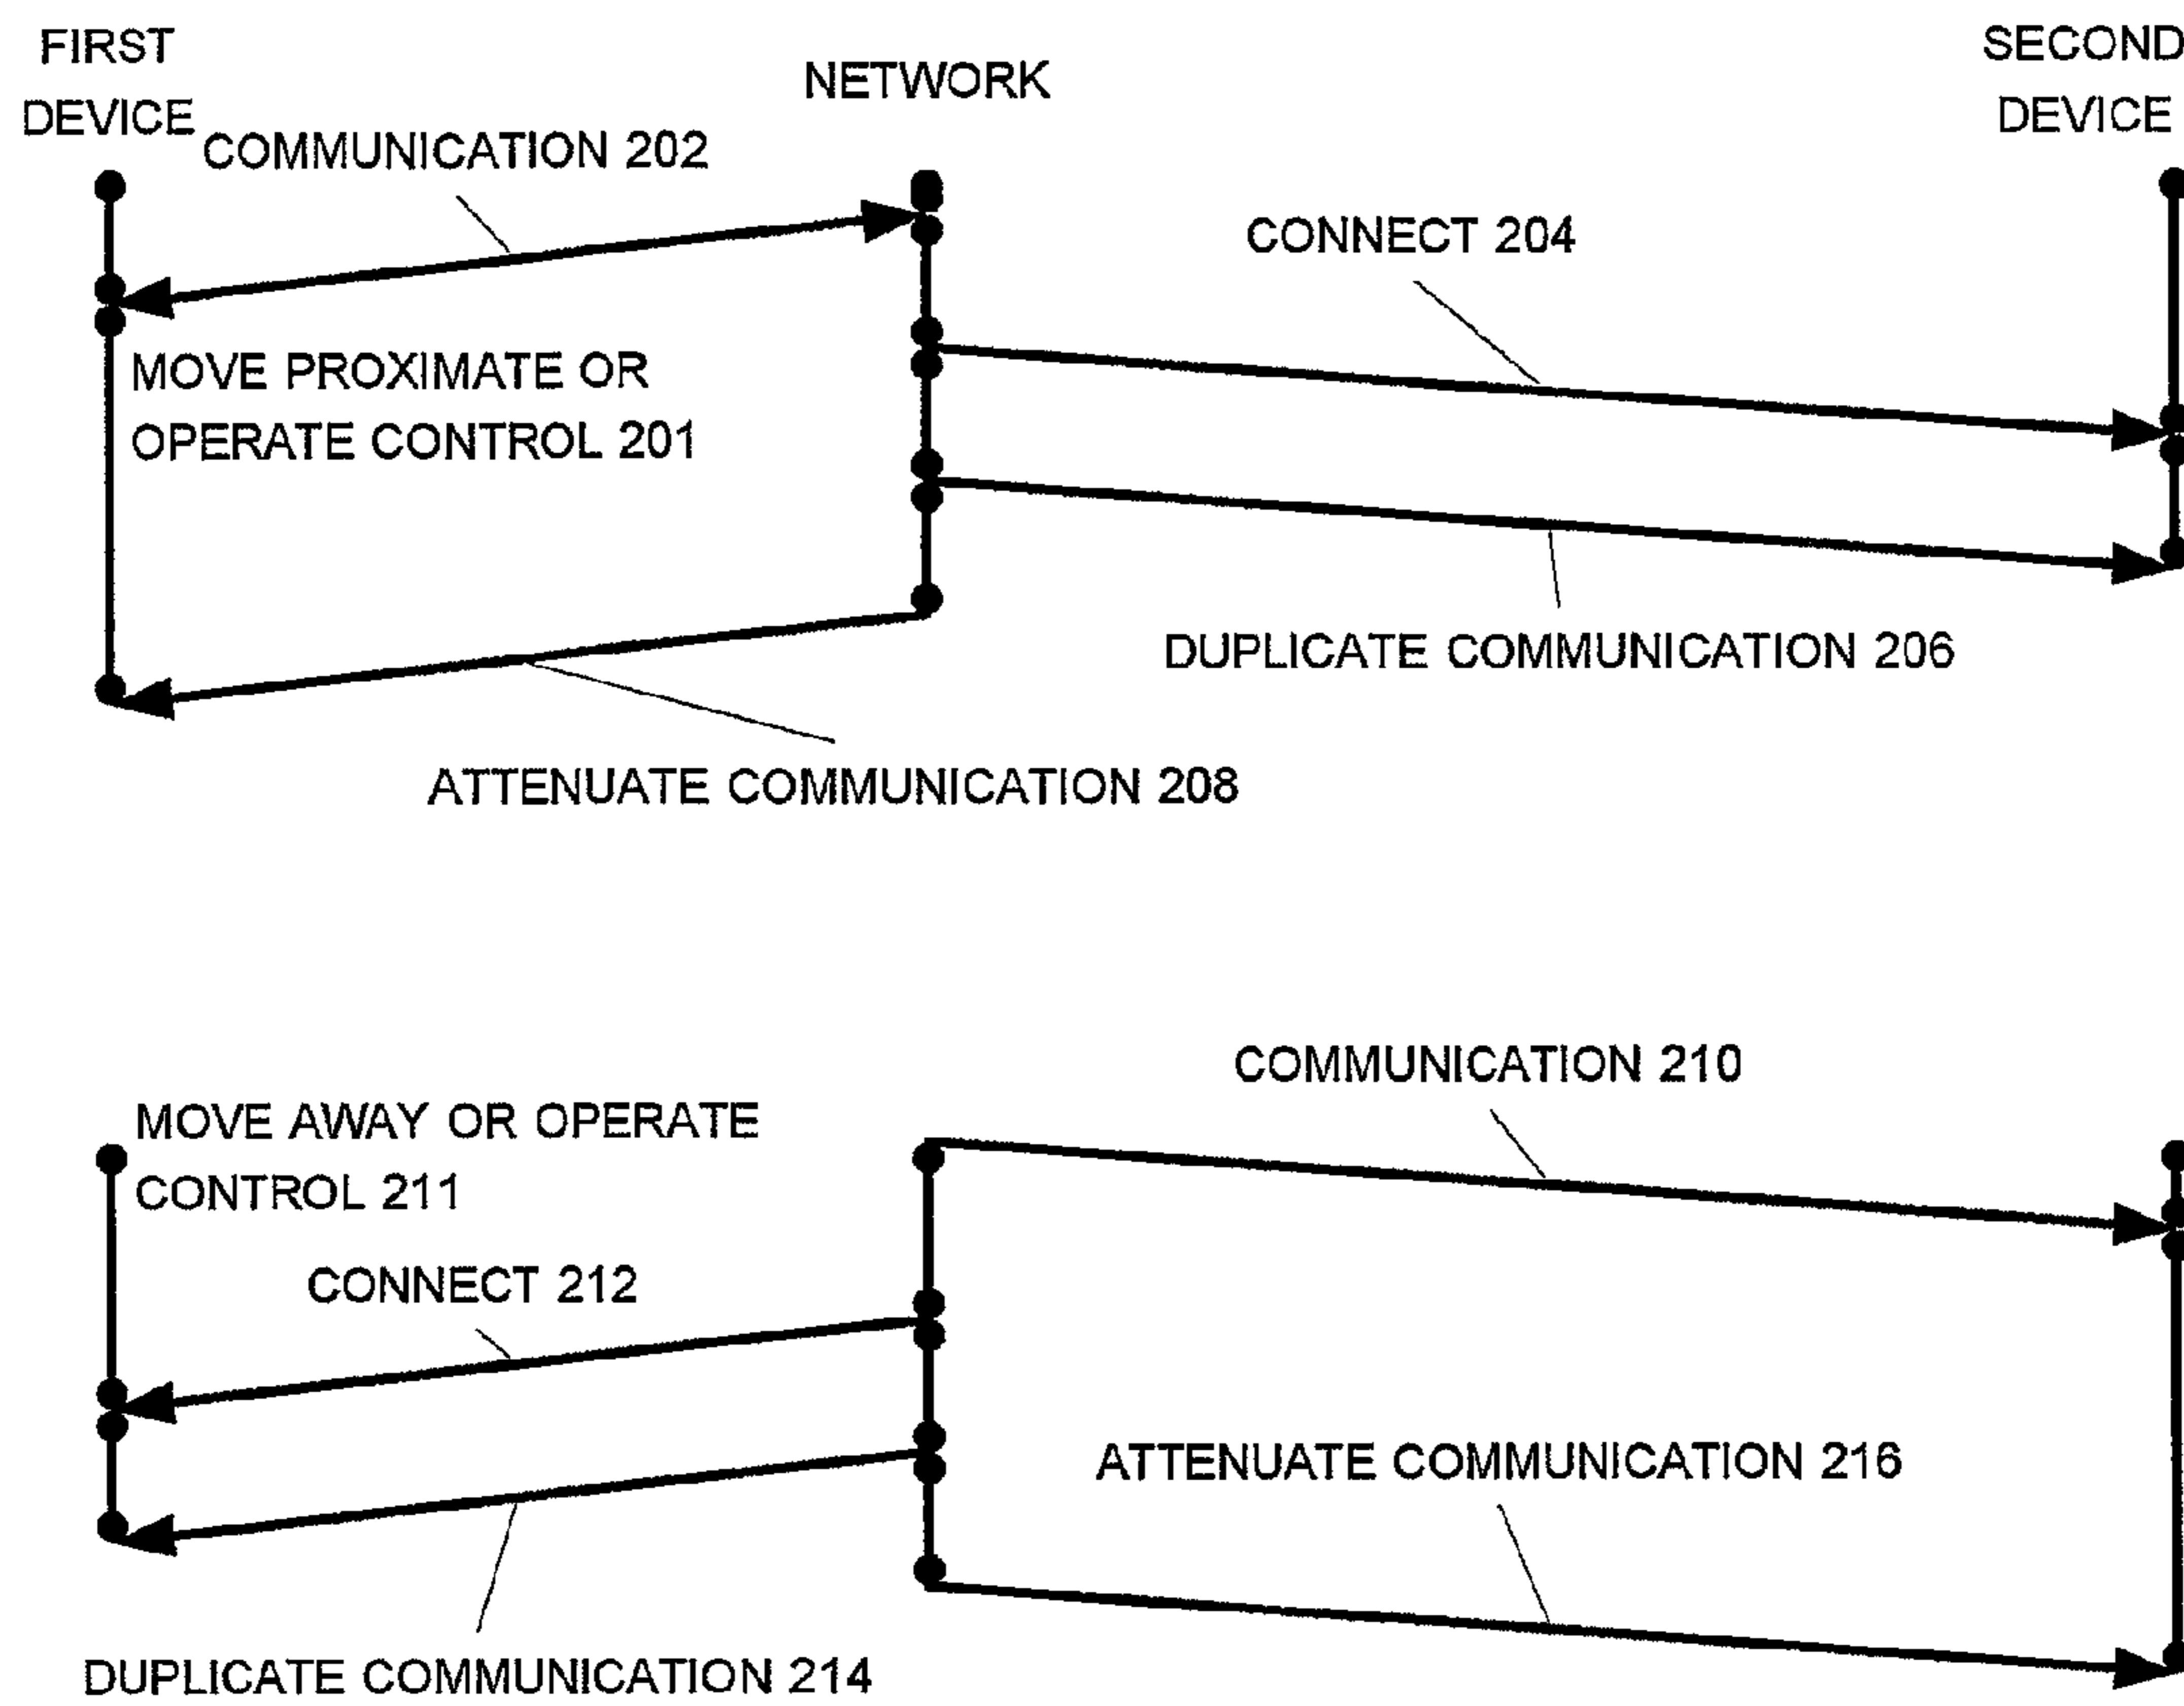 FIRST
DEVICE
NETWORK
SECOND
DEVICE
COMMUNICATION 202
CONNECT 204
MOVE PROXIMATE OR
OPERATE CONTROL 201
DUPLICATE COMMUNICATION 206
ATTENUATE COMMUNICATION 208
COMMUNICATION 210
MOVE AWAY OR OPERATE
CONTROL 211
CONNECT 212
ATTENUATE COMMUNICATION 216
DUPLICATE COMMUNICATION 214